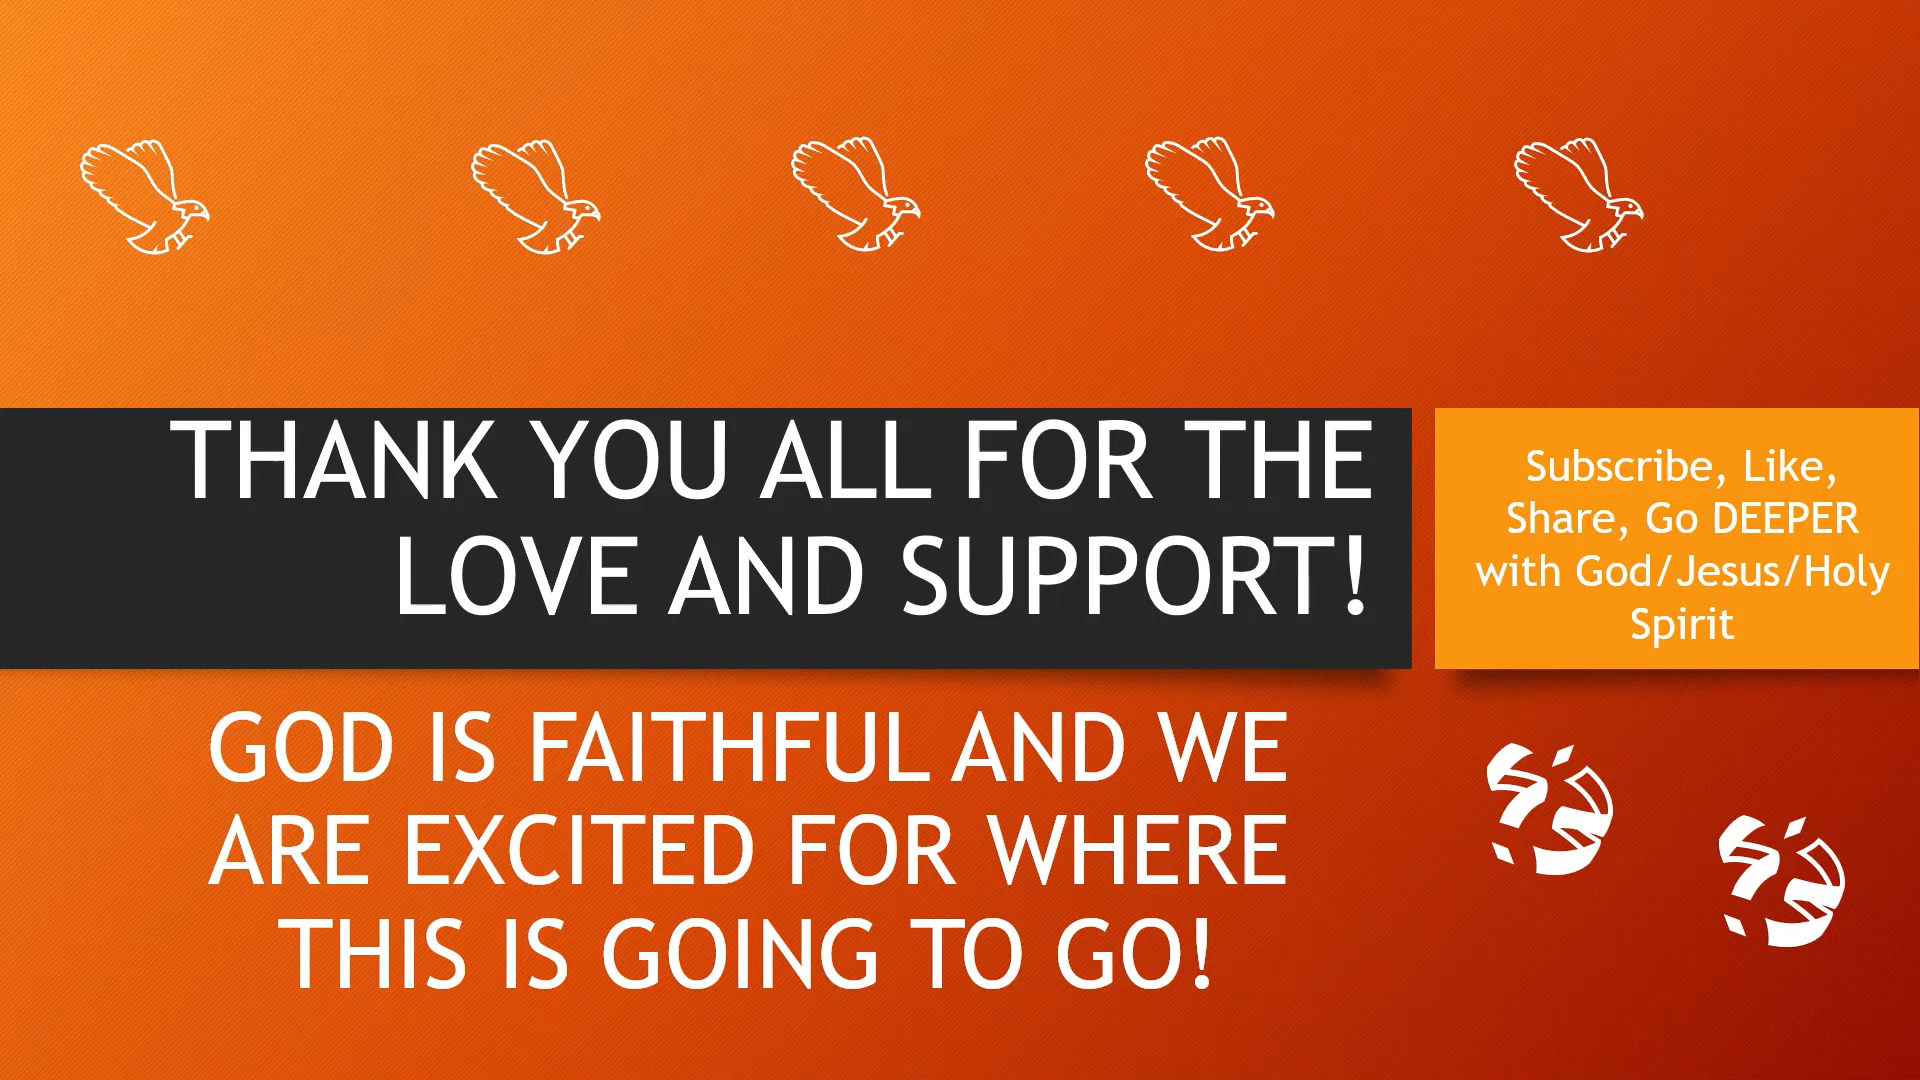 THANK YOU ALL FOR THE
LOVE AND SUPPORT!
Subscribe, Like,
Share, Go DEEPER
with God/Jesus/Holy
Spirit
GOD IS FAITHFUL AND WE
ARE EXCITED FOR WHERE
THIS IS GOING TO GO!